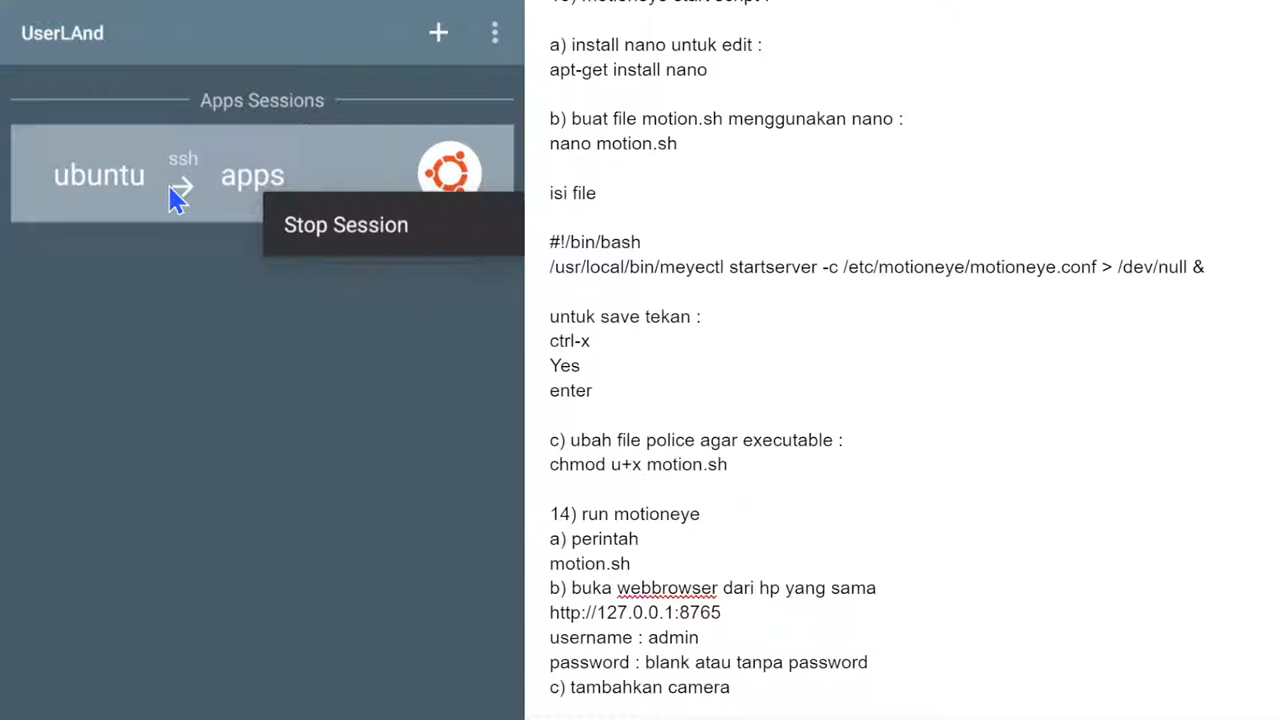 UserLAnd
Apps Sessions
ubuntu
ssh
apps
Stop Session
a) install nano untuk edit :
apt-get install nano
b) buat file motion.sh menggunakan nano :
nano motion.sh
isi file
#!/bin/bash
/usr/local/bin/meyectl startserver -c /etc/motioneye/motioneye.conf > /dev/null &
untuk save tekan :
ctrl-x
Yes
enter
c) ubah file police agar executable :
chmod u+x motion.sh
14) run motioneye
a) perintah
motion.sh
b) buka webbrowser dari hp yang sama
http://127.0.0.1:8765
username : admin
password : blank atau tanpa password
c) tambahkan camera